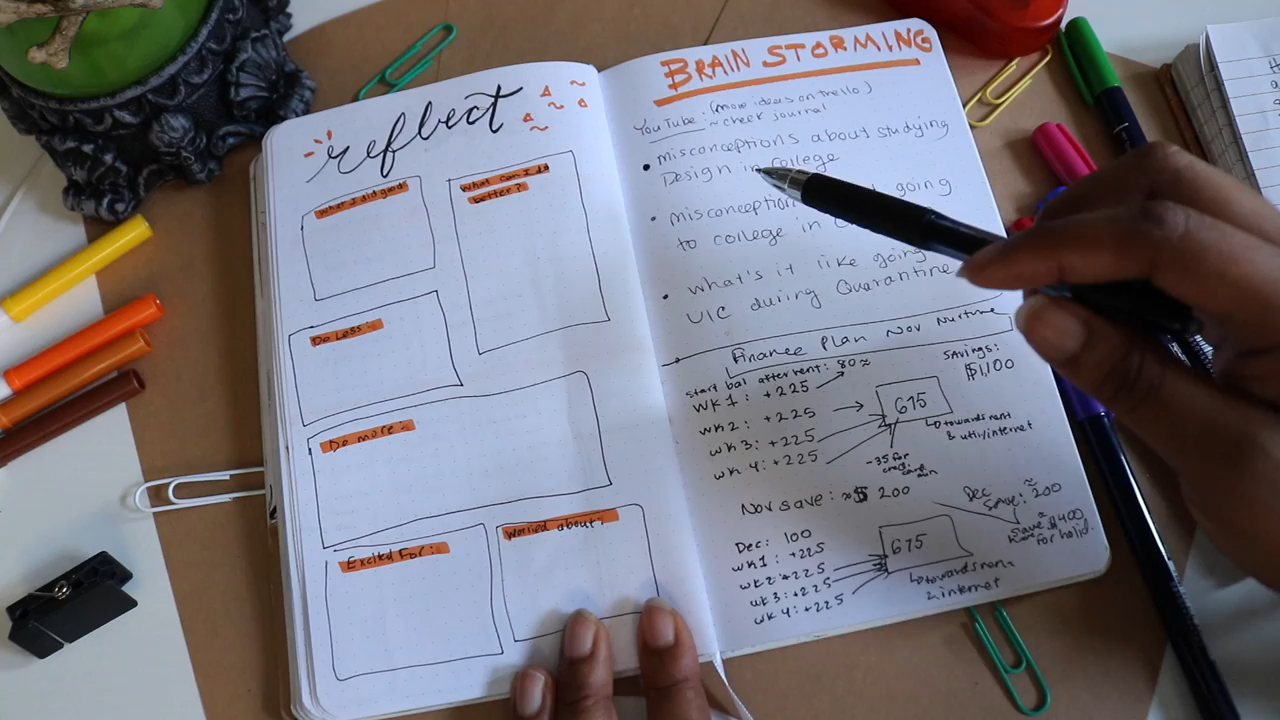 reflect
What I did good
What can I do
better?
Do Less:
Do more:
Excited For:
Worried about?
BRAIN STORMING
YouTube: (more ideas on trello)
~ check journal
• misconceptions about studying
Design in College
• misconception going
to college in
• what's it like going
UIC during Quarantine
Finance Plan Nov
start bal after rent: 80 ≈
wk 1: +225
wk 2: +225
wk 3: +225
wk 4: +225
675
SAVINGS:
$1,100
towards rent
& util/internet
-35 for
credit
card
Nov save: ≈ $ 200
Dec
save: ~200
save a
$400
for holid.
Dec: 100
wk 1: +225
wk 2: +225
wk 3: +225
wk 4: +225
675
towards ren
internet